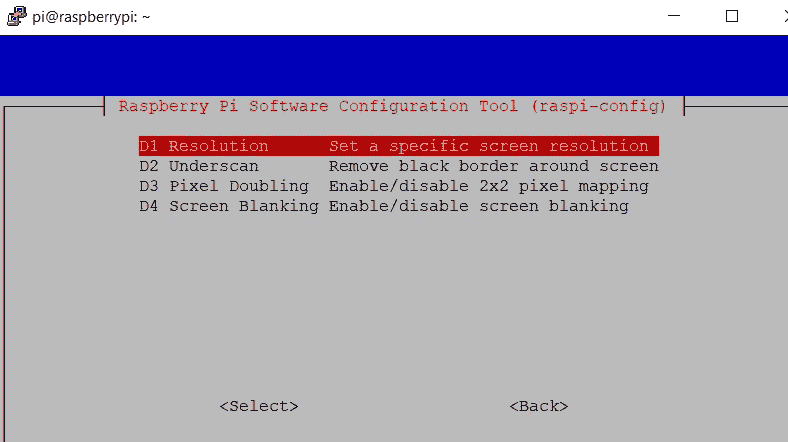 pi@raspberrypi: ~
Raspberry Pi Software Configuration Tool (raspi-config)
D1 Resolution Set a specific screen resolution
D2 Underscan Remove black border around screen
D3 Pixel Doubling Enable/disable 2x2 pixel mapping
D4 Screen Blanking Enable/disable screen blanking
<Select> <Back>